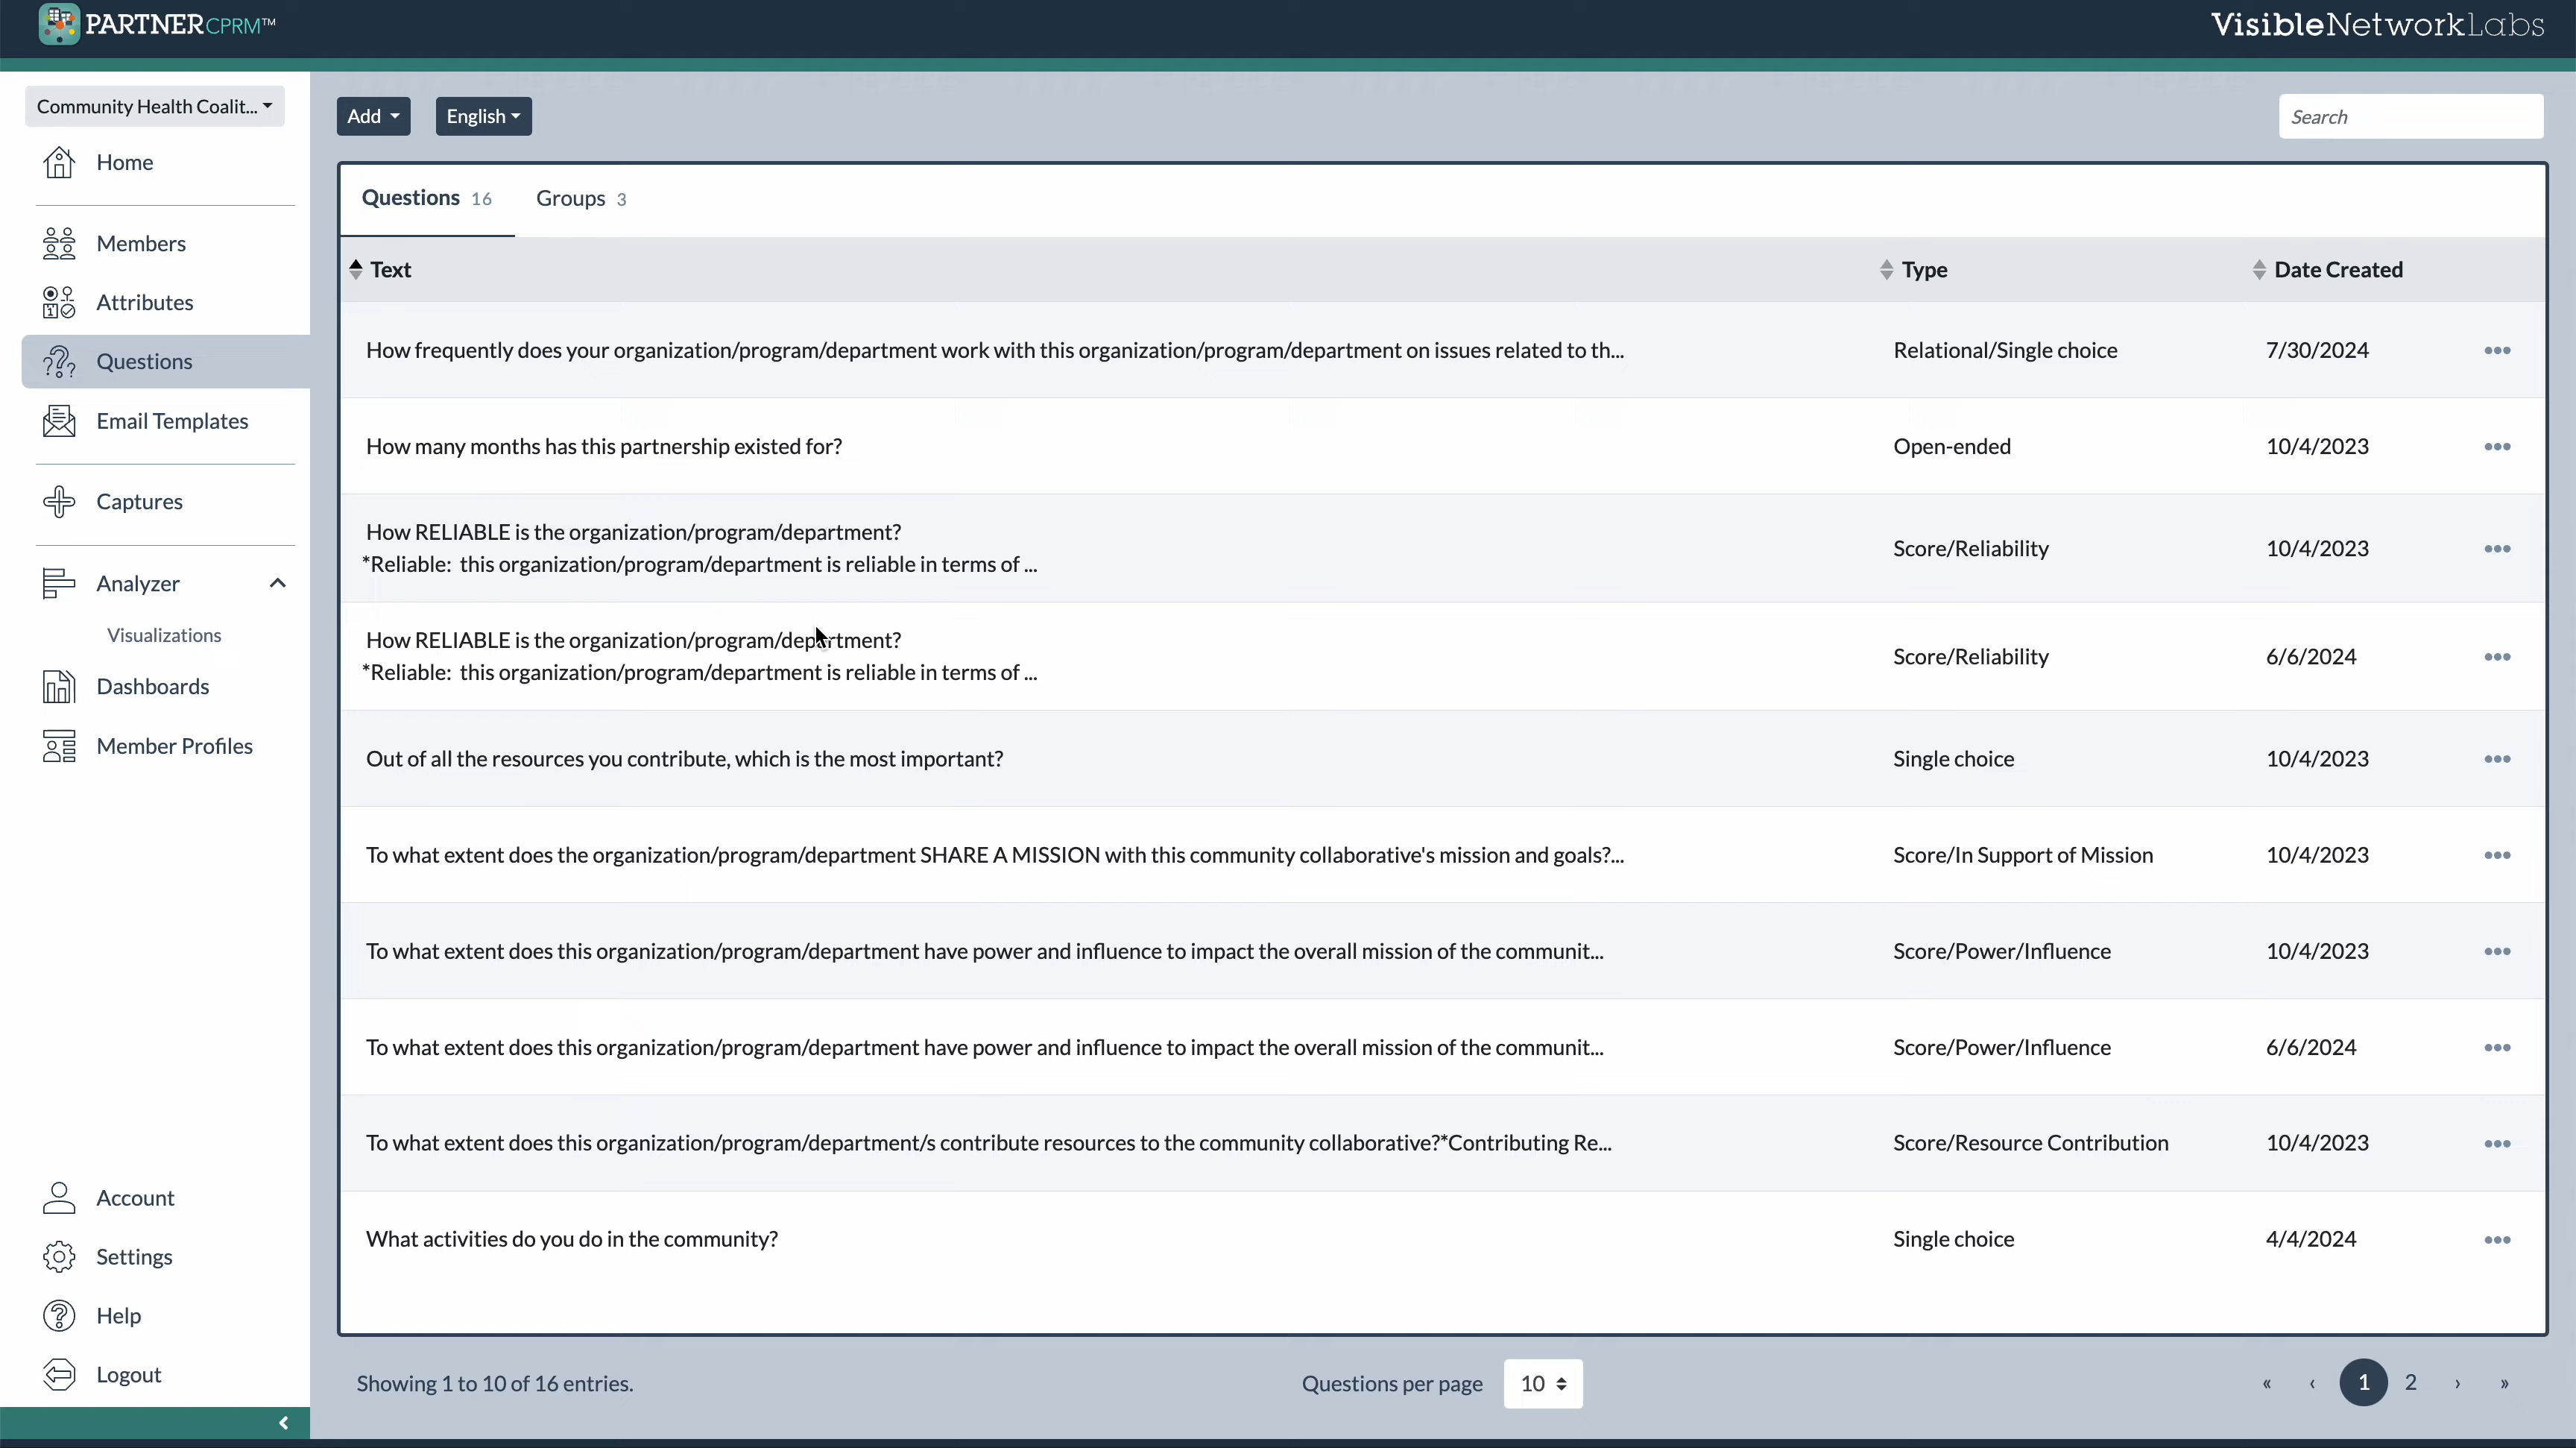 PARTNER CPRM™
VisibleNetworkLabs
Community Health Coalit...
Home
Members
Attributes
Questions
Email Templates
Captures
Analyzer
Visualizations
Dashboards
Member Profiles
Account
Settings
Help
Logout
Add
English
Search
Questions 16
Groups 3
Text Type Date Created
How frequently does your organization/program/department work with this organization/program/department on issues related to th... Relational/Single choice 7/30/2024
How many months has this partnership existed for? Open-ended 10/4/2023
How RELIABLE is the organization/program/department?
*Reliable: this organization/program/department is reliable in terms of ... Score/Reliability 10/4/2023
How RELIABLE is the organization/program/department?
*Reliable: this organization/program/department is reliable in terms of ... Score/Reliability 6/6/2024
Out of all the resources you contribute, which is the most important? Single choice 10/4/2023
To what extent does the organization/program/department SHARE A MISSION with this community collaborative's mission and goals?... Score/In Support of Mission 10/4/2023
To what extent does this organization/program/department have power and influence to impact the overall mission of the communit... Score/Power/Influence 10/4/2023
To what extent does this organization/program/department have power and influence to impact the overall mission of the communit... Score/Power/Influence 6/6/2024
To what extent does this organization/program/department/s contribute resources to the community collaborative?*Contributing Re... Score/Resource Contribution 10/4/2023
What activities do you do in the community? Single choice 4/4/2024
Showing 1 to 10 of 16 entries.
Questions per page 10
« ‹ 1 2 › »